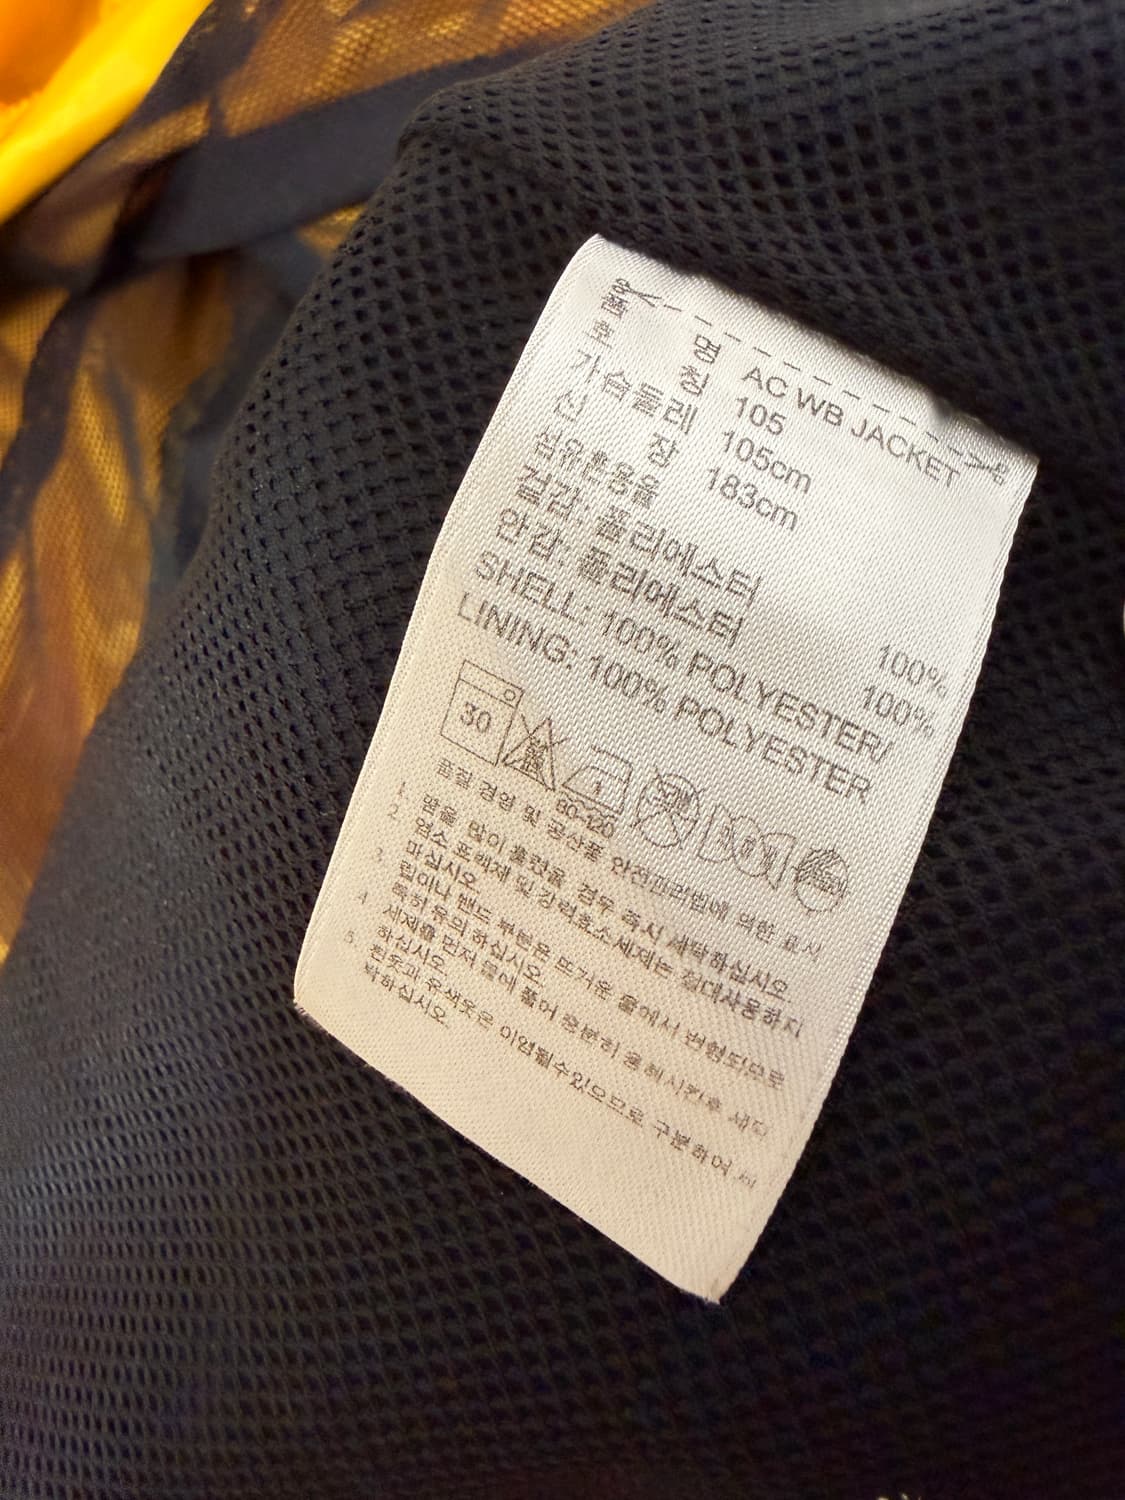 품 명 AC WB JACKET
호 칭 105
가슴둘레 105cm
신 장 183cm
섬유혼용율
겉감: 폴리에스터 100%
안감: 폴리에스터 100%
SHELL: 100% POLYESTER/
LINING: 100% POLYESTER
30
80-120
품질 경영 및 공산품 안전관리법에 의한 표시
1. 땀을 많이 흘렸을 경우 즉시 세탁하십시오.
2. 염소 표백제 및 강력효소세제는 절대사용하지
마십시오.
3. 립이나 밴드 부분은 뜨거운 물에서 변형되므로
특히 유의 하십시오.
4. 세제를 먼저 물에 풀어 충분히 용해시킨후 세탁
하십시오.
5. 흰옷과 유색옷은 이염될수있으므로 구분하여 세
탁하십시오.